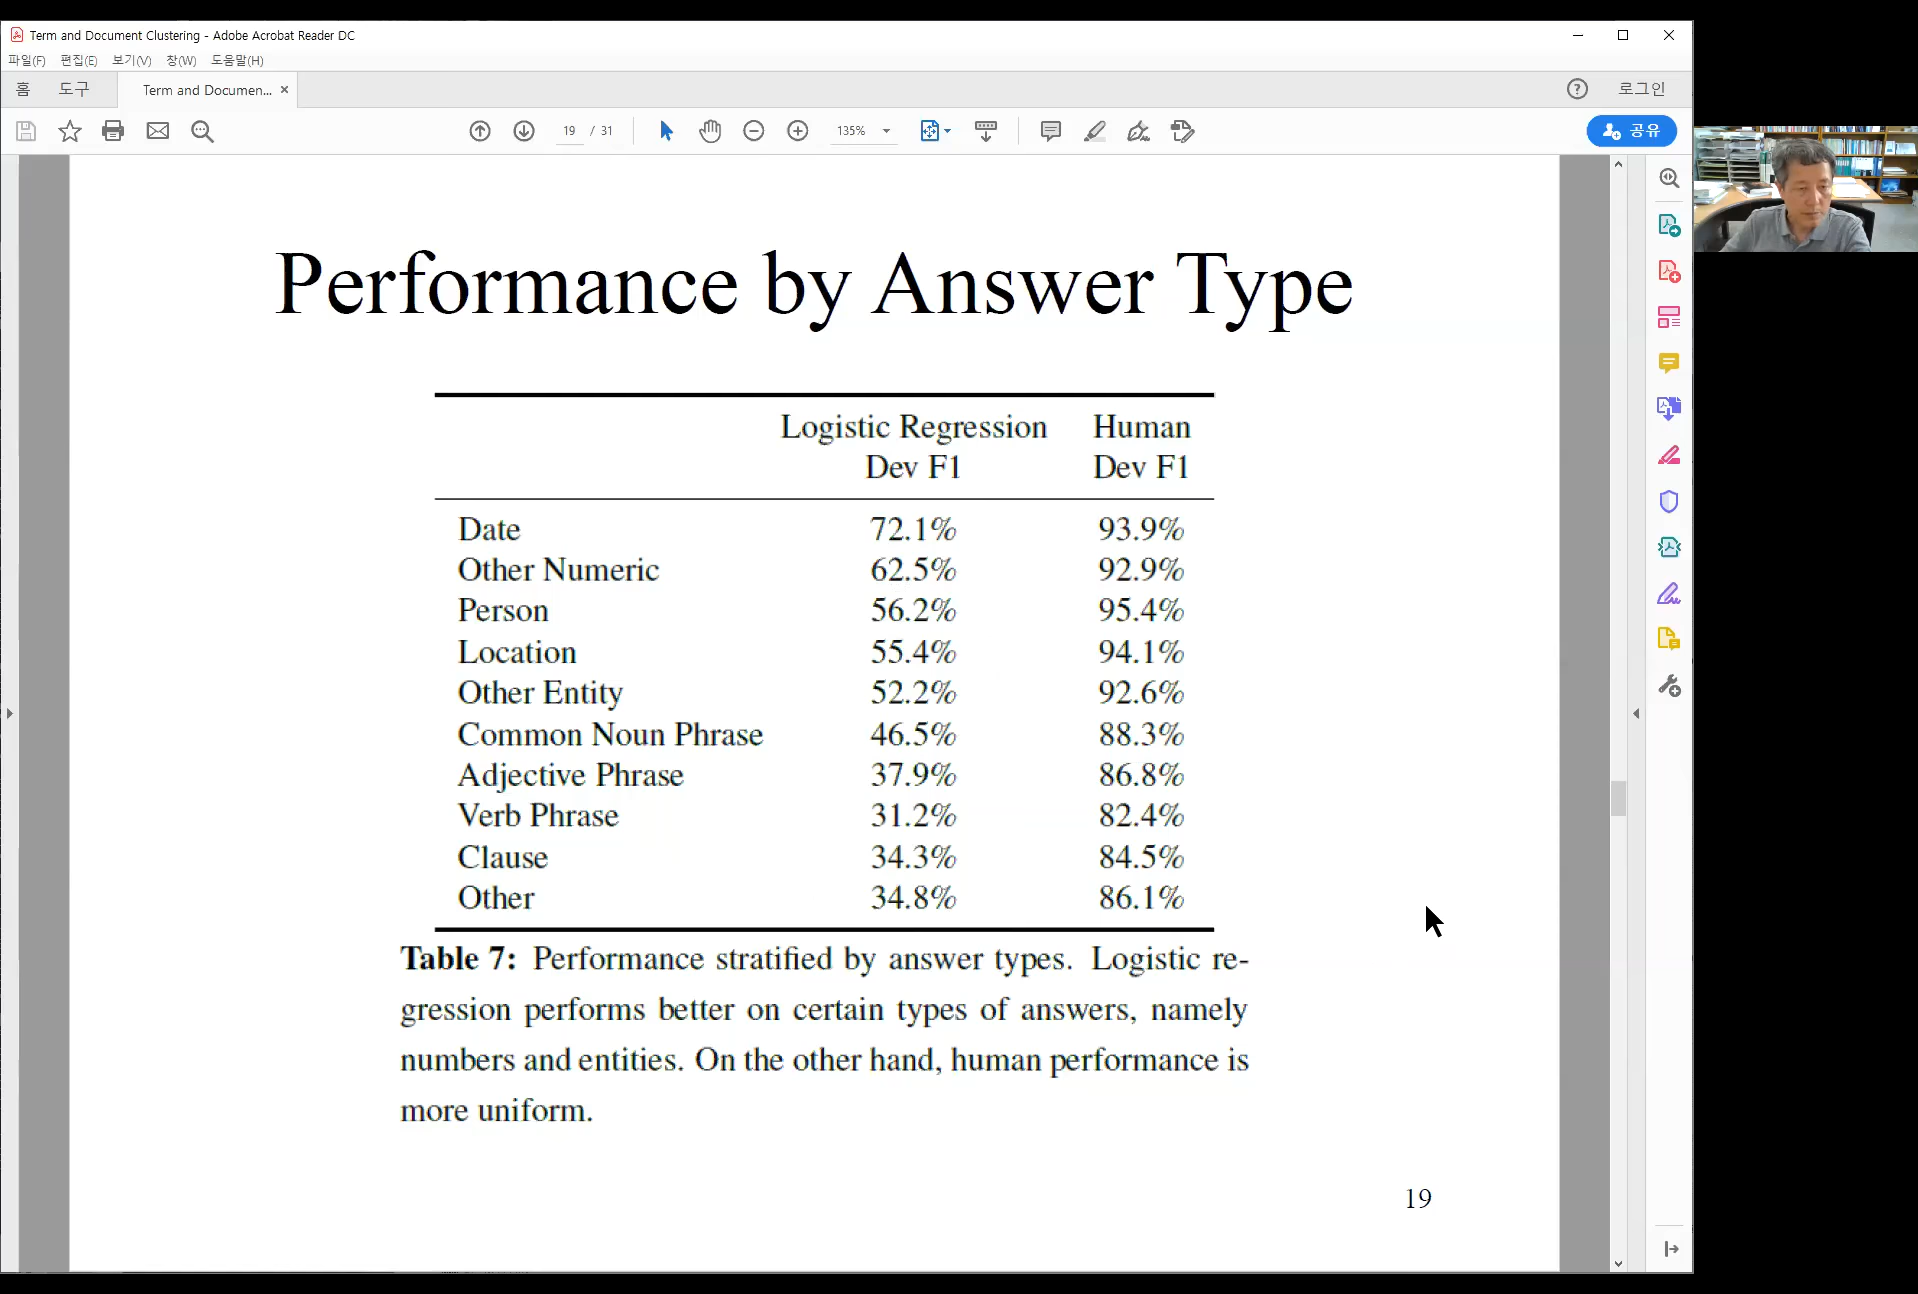 Term and Document Clustering - Adobe Acrobat Reader DC
파일(F) 편집(E) 보기(V) 창(W) 도움말(H)
홈 도구 Term and Documen... × ? 로그인
19 / 31 135% 공유
Performance by Answer Type
Logistic Regression Human
Dev F1 Dev F1
Date 72.1% 93.9%
Other Numeric 62.5% 92.9%
Person 56.2% 95.4%
Location 55.4% 94.1%
Other Entity 52.2% 92.6%
Common Noun Phrase 46.5% 88.3%
Adjective Phrase 37.9% 86.8%
Verb Phrase 31.2% 82.4%
Clause 34.3% 84.5%
Other 34.8% 86.1%
Table 7: Performance stratified by answer types. Logistic re-
gression performs better on certain types of answers, namely
numbers and entities. On the other hand, human performance is
more uniform.
19